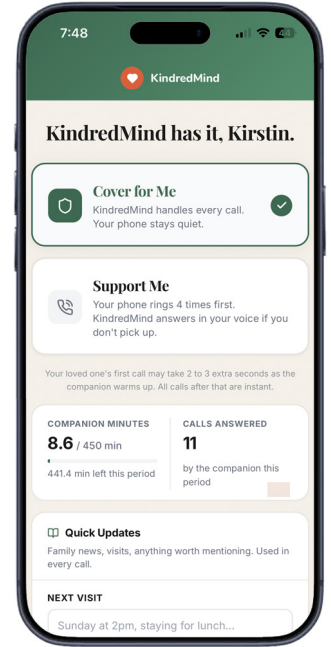 7:48
KindredMind
KindredMind has it, Kirstin.
Cover for Me
KindredMind handles every call.
Your phone stays quiet.
Support Me
Your phone rings 4 times first.
KindredMind answers in your voice if you
don't pick up.
Your loved one's first call may take 2 to 3 extra seconds as the
companion warms up. All calls after that are instant.
COMPANION MINUTES
8.6 / 450 min
441.4 min left this period
CALLS ANSWERED
11
by the companion this
period
Quick Updates
Family news, visits, anything worth mentioning. Used in
every call.
NEXT VISIT
Sunday at 2pm, staying for lunch...